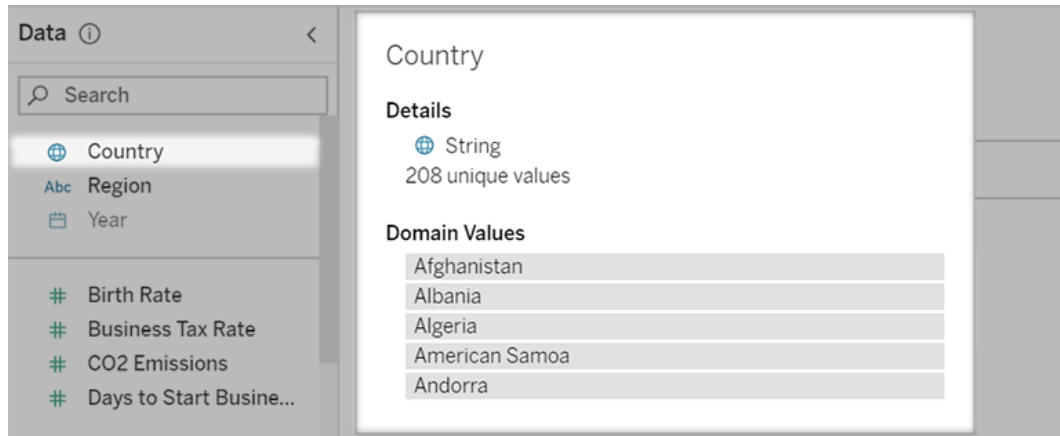 Data
Search
Country
Abc Region
Year
# Birth Rate
# Business Tax Rate
# CO2 Emissions
# Days to Start Busine...
Country
Details
String
208 unique values
Domain Values
Afghanistan
Albania
Algeria
American Samoa
Andorra